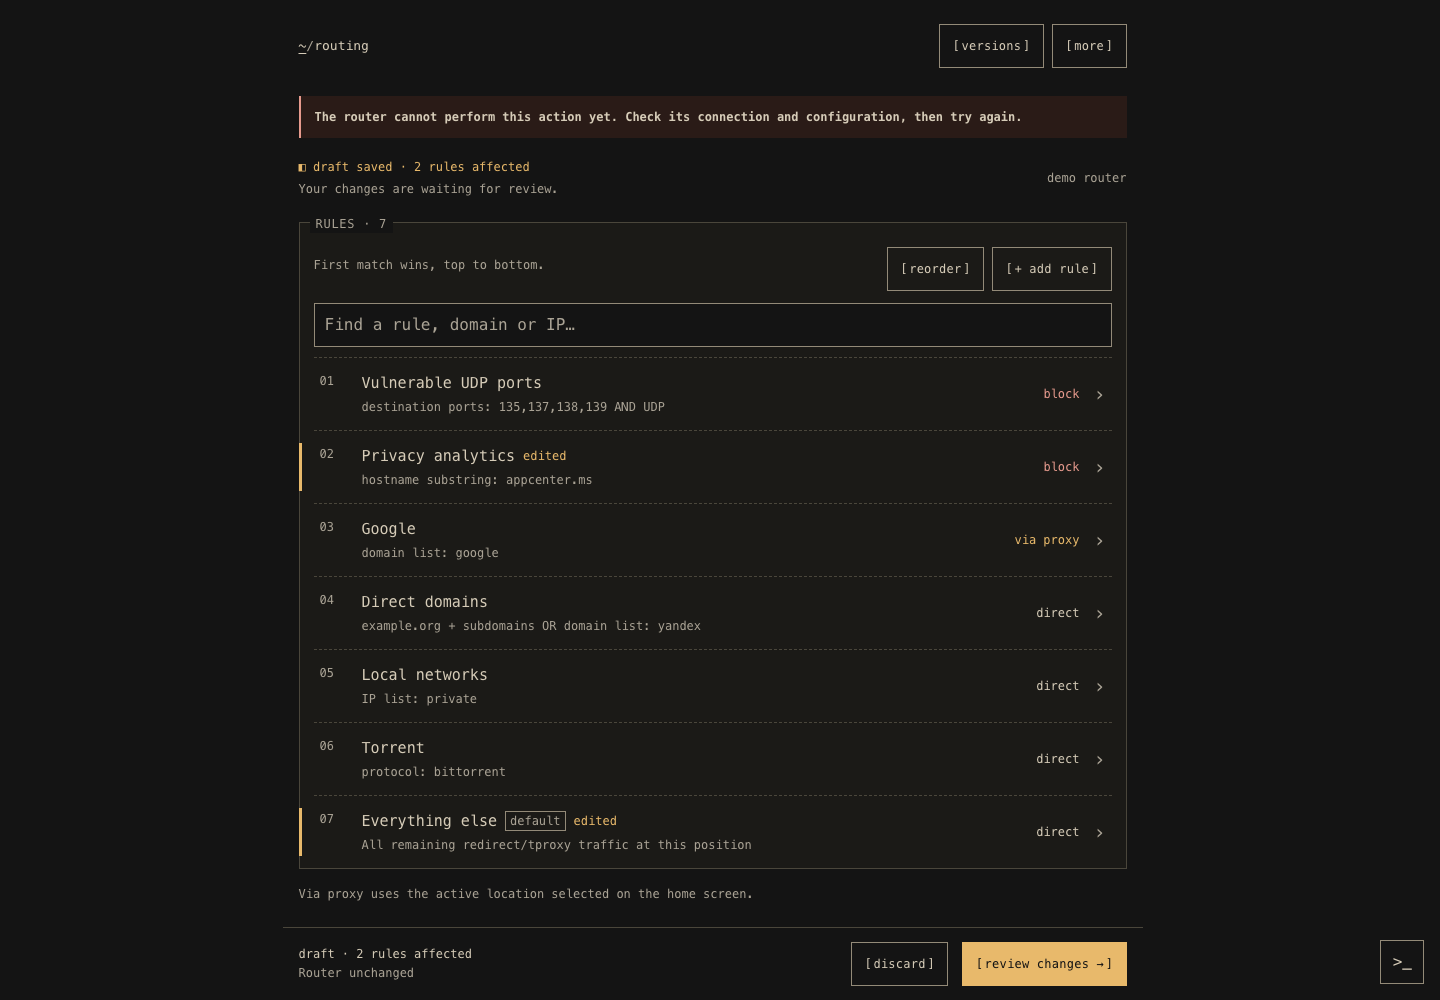 ~/routing
[versions] [more]
The router cannot perform this action yet. Check its connection and configuration, then try again.
◧ draft saved · 2 rules affected
Your changes are waiting for review.
demo router
RULES · 7
First match wins, top to bottom.
[reorder] [+ add rule]
Find a rule, domain or IP…
01 Vulnerable UDP ports
destination ports: 135,137,138,139 AND UDP
block ›
02 Privacy analytics edited
hostname substring: appcenter.ms
block ›
03 Google
domain list: google
via proxy ›
04 Direct domains
example.org + subdomains OR domain list: yandex
direct ›
05 Local networks
IP list: private
direct ›
06 Torrent
protocol: bittorrent
direct ›
07 Everything else default edited
All remaining redirect/tproxy traffic at this position
direct ›
Via proxy uses the active location selected on the home screen.
draft · 2 rules affected
Router unchanged
[discard] [review changes →]
>_